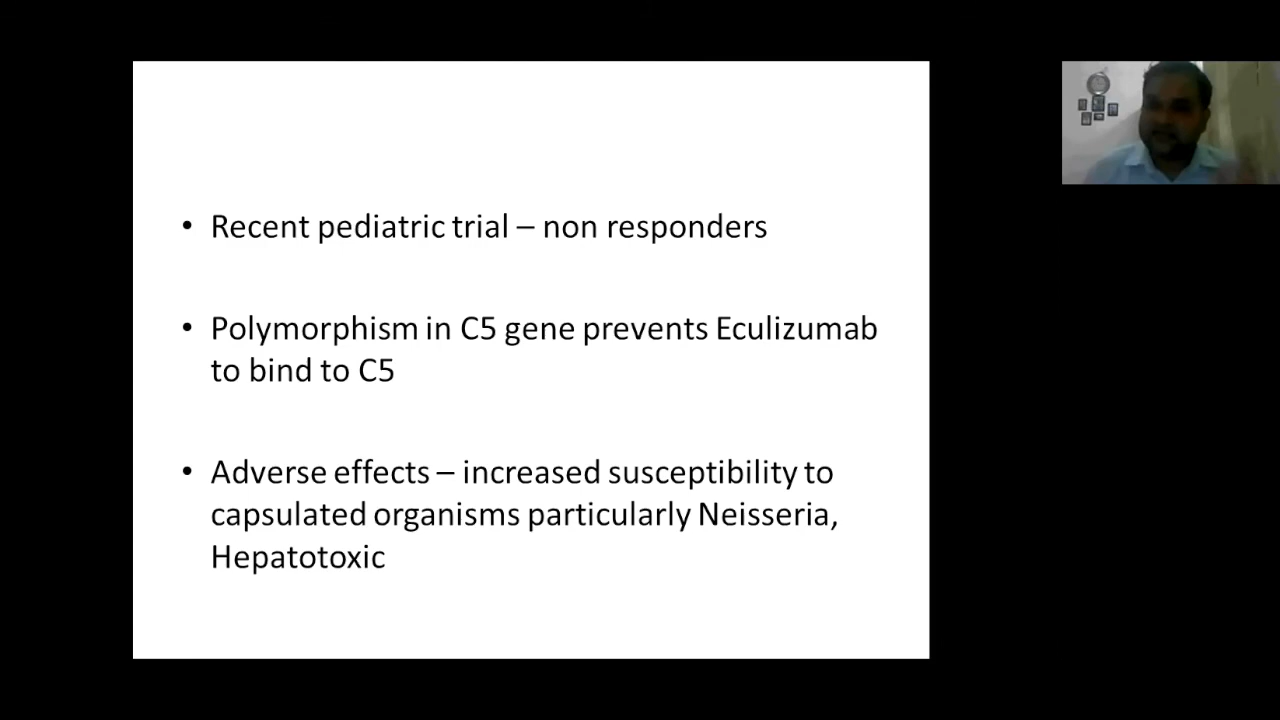 • Recent pediatric trial – non responders
• Polymorphism in C5 gene prevents Eculizumab
to bind to C5
• Adverse effects – increased susceptibility to
capsulated organisms particularly Neisseria,
Hepatotoxic